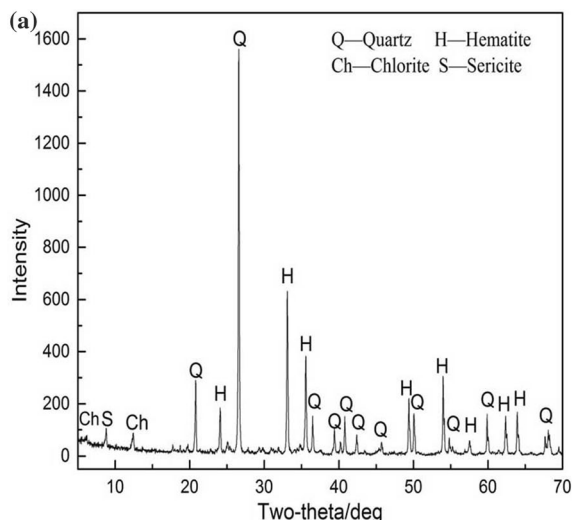 (a)
Q—Quartz H—Hematite
Ch—Chlorite S—Sericite
Intensity
1600
1400
1200
1000
800
600
400
200
0
Ch
S
Ch
Q
H
Q
H
H
Q
Q
Q
Q
Q
H
Q
H
Q
H
Q
H
H
Q
10 20 30 40 50 60 70
Two-theta/deg